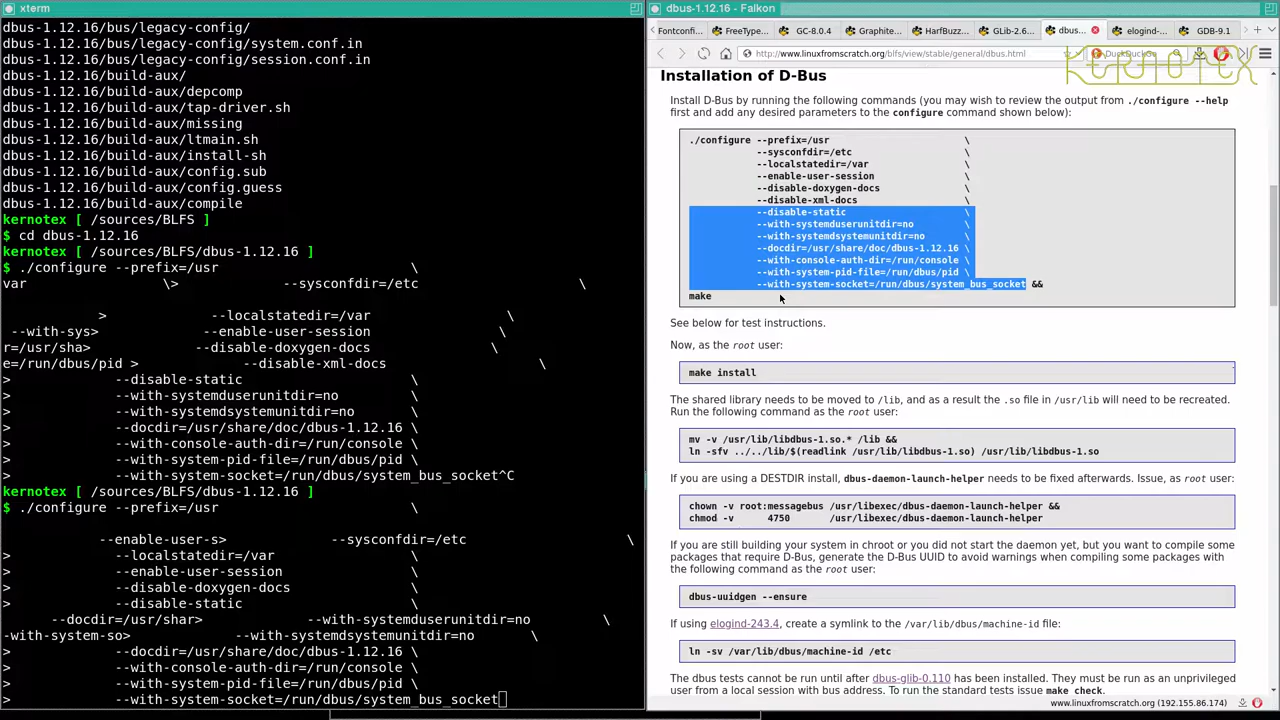 xterm
dbus-1.12.16/bus/legacy-config/
dbus-1.12.16/bus/legacy-config/system.conf.in
dbus-1.12.16/bus/legacy-config/session.conf.in
dbus-1.12.16/build-aux/
dbus-1.12.16/build-aux/depcomp
dbus-1.12.16/build-aux/tap-driver.sh
dbus-1.12.16/build-aux/missing
dbus-1.12.16/build-aux/ltmain.sh
dbus-1.12.16/build-aux/install-sh
dbus-1.12.16/build-aux/config.sub
dbus-1.12.16/build-aux/config.guess
dbus-1.12.16/build-aux/compile
kernotex [ /sources/BLFS ]
$ cd dbus-1.12.16
kernotex [ /sources/BLFS/dbus-1.12.16 ]
$ ./configure --prefix=/usr \
var \> --sysconfdir=/etc \
> --localstatedir=/var \
--with-sys> --enable-user-session \
r=/usr/sha> --disable-doxygen-docs \
e=/run/dbus/pid > --disable-xml-docs \
> --disable-static \
> --with-systemduserunitdir=no \
> --with-systemdsystemunitdir=no \
> --docdir=/usr/share/doc/dbus-1.12.16 \
> --with-console-auth-dir=/run/console \
> --with-system-pid-file=/run/dbus/pid \
> --with-system-socket=/run/dbus/system_bus_socket^C
kernotex [ /sources/BLFS/dbus-1.12.16 ]
$ ./configure --prefix=/usr \
--enable-user-s> --sysconfdir=/etc \
> --localstatedir=/var \
> --enable-user-session \
> --disable-doxygen-docs \
> --disable-static \
--docdir=/usr/shar> --with-systemduserunitdir=no \
-with-system-so> --with-systemdsystemunitdir=no \
> --docdir=/usr/share/doc/dbus-1.12.16 \
> --with-console-auth-dir=/run/console \
> --with-system-pid-file=/run/dbus/pid \
> --with-system-socket=/run/dbus/system_bus_socket
dbus-1.12.16 - Falkon
Fontconfi FreeType... GC-8.0.4 Graphite... HarfBuzz... GLib-2.6... dbus... elogind-... GDB-9.1
http://www.linuxfromscratch.org/blfs/view/stable/general/dbus.html DuckDuckGo
KERNOTEX
Installation of D-Bus
Install D-Bus by running the following commands (you may wish to review the output from ./configure --help
first and add any desired parameters to the configure command shown below):
./configure --prefix=/usr \
--sysconfdir=/etc \
--localstatedir=/var \
--enable-user-session \
--disable-doxygen-docs \
--disable-xml-docs \
--disable-static \
--with-systemduserunitdir=no \
--with-systemdsystemunitdir=no \
--docdir=/usr/share/doc/dbus-1.12.16 \
--with-console-auth-dir=/run/console \
--with-system-pid-file=/run/dbus/pid \
--with-system-socket=/run/dbus/system_bus_socket &&
make
See below for test instructions.
Now, as the root user:
make install
The shared library needs to be moved to /lib, and as a result the .so file in /usr/lib will need to be recreated.
Run the following command as the root user:
mv -v /usr/lib/libdbus-1.so.* /lib &&
ln -sfv ../../lib/$(readlink /usr/lib/libdbus-1.so) /usr/lib/libdbus-1.so
If you are using a DESTDIR install, dbus-daemon-launch-helper needs to be fixed afterwards. Issue, as root user:
chown -v root:messagebus /usr/libexec/dbus-daemon-launch-helper &&
chmod -v 4750 /usr/libexec/dbus-daemon-launch-helper
If you are still building your system in chroot or you did not start the daemon yet, but you want to compile some
packages that require D-Bus, generate the D-Bus UUID to avoid warnings when compiling some packages with
the following command as the root user:
dbus-uuidgen --ensure
If using elogind-243.4, create a symlink to the /var/lib/dbus/machine-id file:
ln -sv /var/lib/dbus/machine-id /etc
The dbus tests cannot be run until after dbus-glib-0.110 has been installed. They must be run as an unprivileged
user from a local session with bus address. To run the standard tests issue make check.
www.linuxfromscratch.org (192.155.86.174)